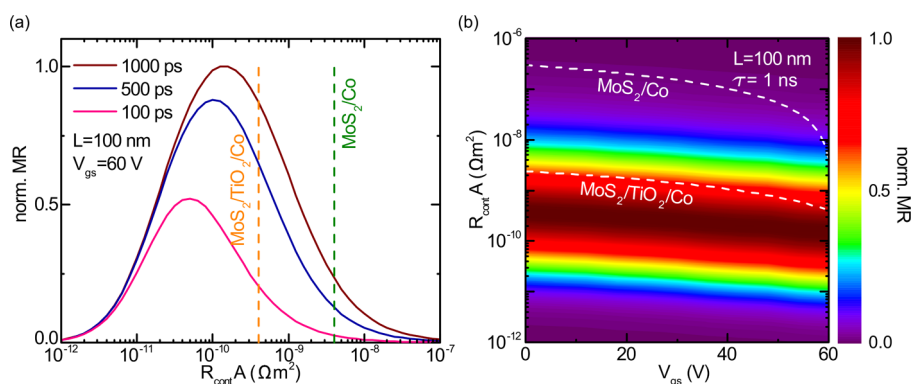 (a)
1.0
0.5
0.0
norm. MR
1000 ps
500 ps
100 ps
L=100 nm
V_gs=60 V
MoS₂/TiO₂/Co
MoS₂/Co
10⁻¹² 10⁻¹¹ 10⁻¹⁰ 10⁻⁹ 10⁻⁸ 10⁻⁷
R_cont A (Ωm²)
(b)
10⁻⁶
10⁻⁸
10⁻¹⁰
10⁻¹²
R_cont A (Ωm²)
L=100 nm
τ= 1 ns
MoS₂/Co
MoS₂/TiO₂/Co
0 20 40 60
V_gs (V)
1.0
0.5
0.0
norm. MR